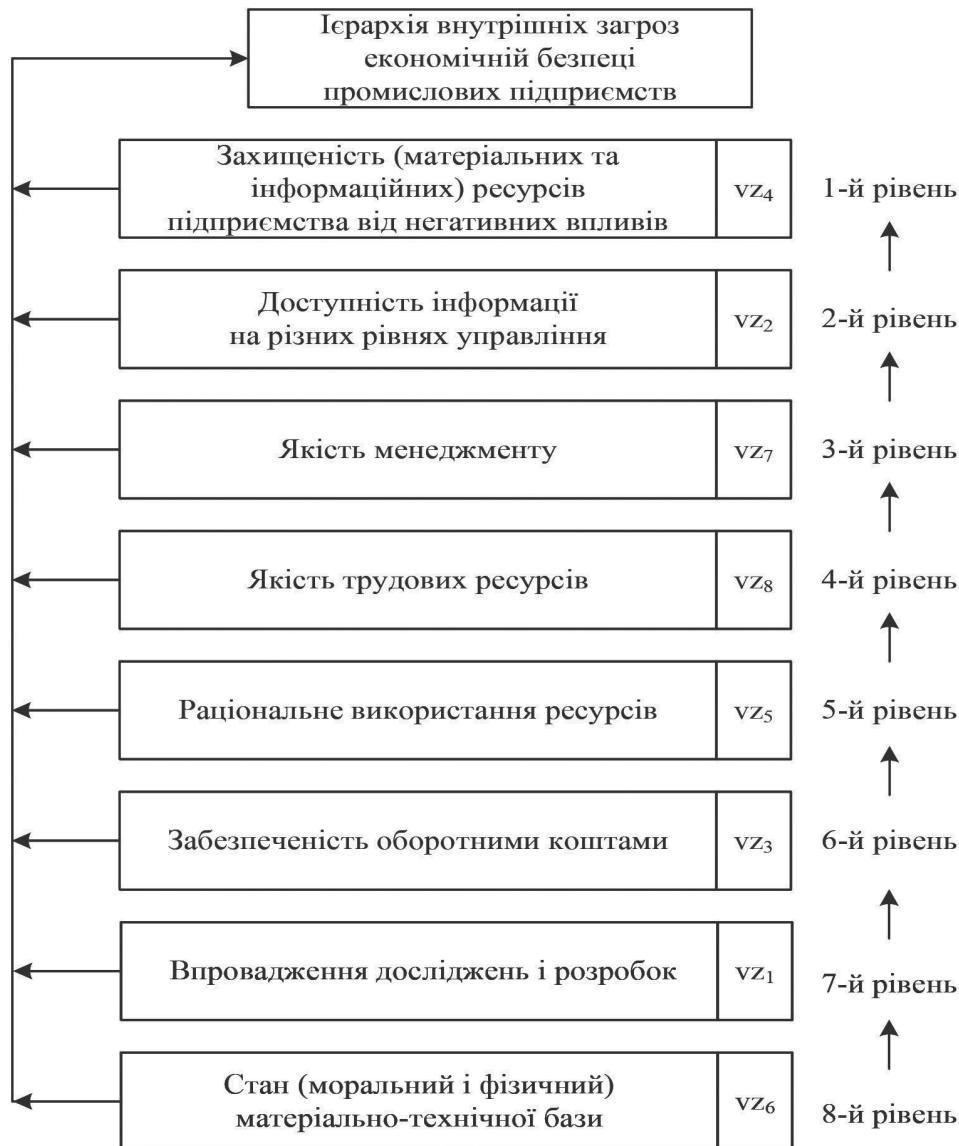 Ієрархія внутрішніх загроз
економічній безпеці
промислових підприємств
Захищеність (матеріальних та
інформаційних) ресурсів
підприємства від негативних впливів
vz₄
1-й рівень
Доступність інформації
на різних рівнях управління
vz₂
2-й рівень
Якість менеджменту
vz₇
3-й рівень
Якість трудових ресурсів
vz₈
4-й рівень
Раціональне використання ресурсів
vz₅
5-й рівень
Забезпеченість оборотними коштами
vz₃
6-й рівень
Впровадження досліджень і розробок
vz₁
7-й рівень
Стан (моральний і фізичний)
матеріально-технічної бази
vz₆
8-й рівень